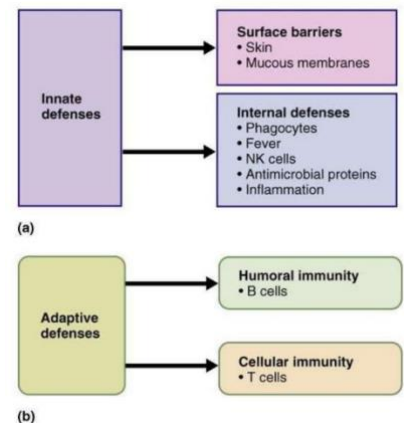 Innate
defenses
Surface barriers
• Skin
• Mucous membranes
Internal defenses
• Phagocytes
• Fever
• NK cells
• Antimicrobial proteins
• Inflammation
(a)
Adaptive
defenses
Humoral immunity
• B cells
Cellular immunity
• T cells
(b)